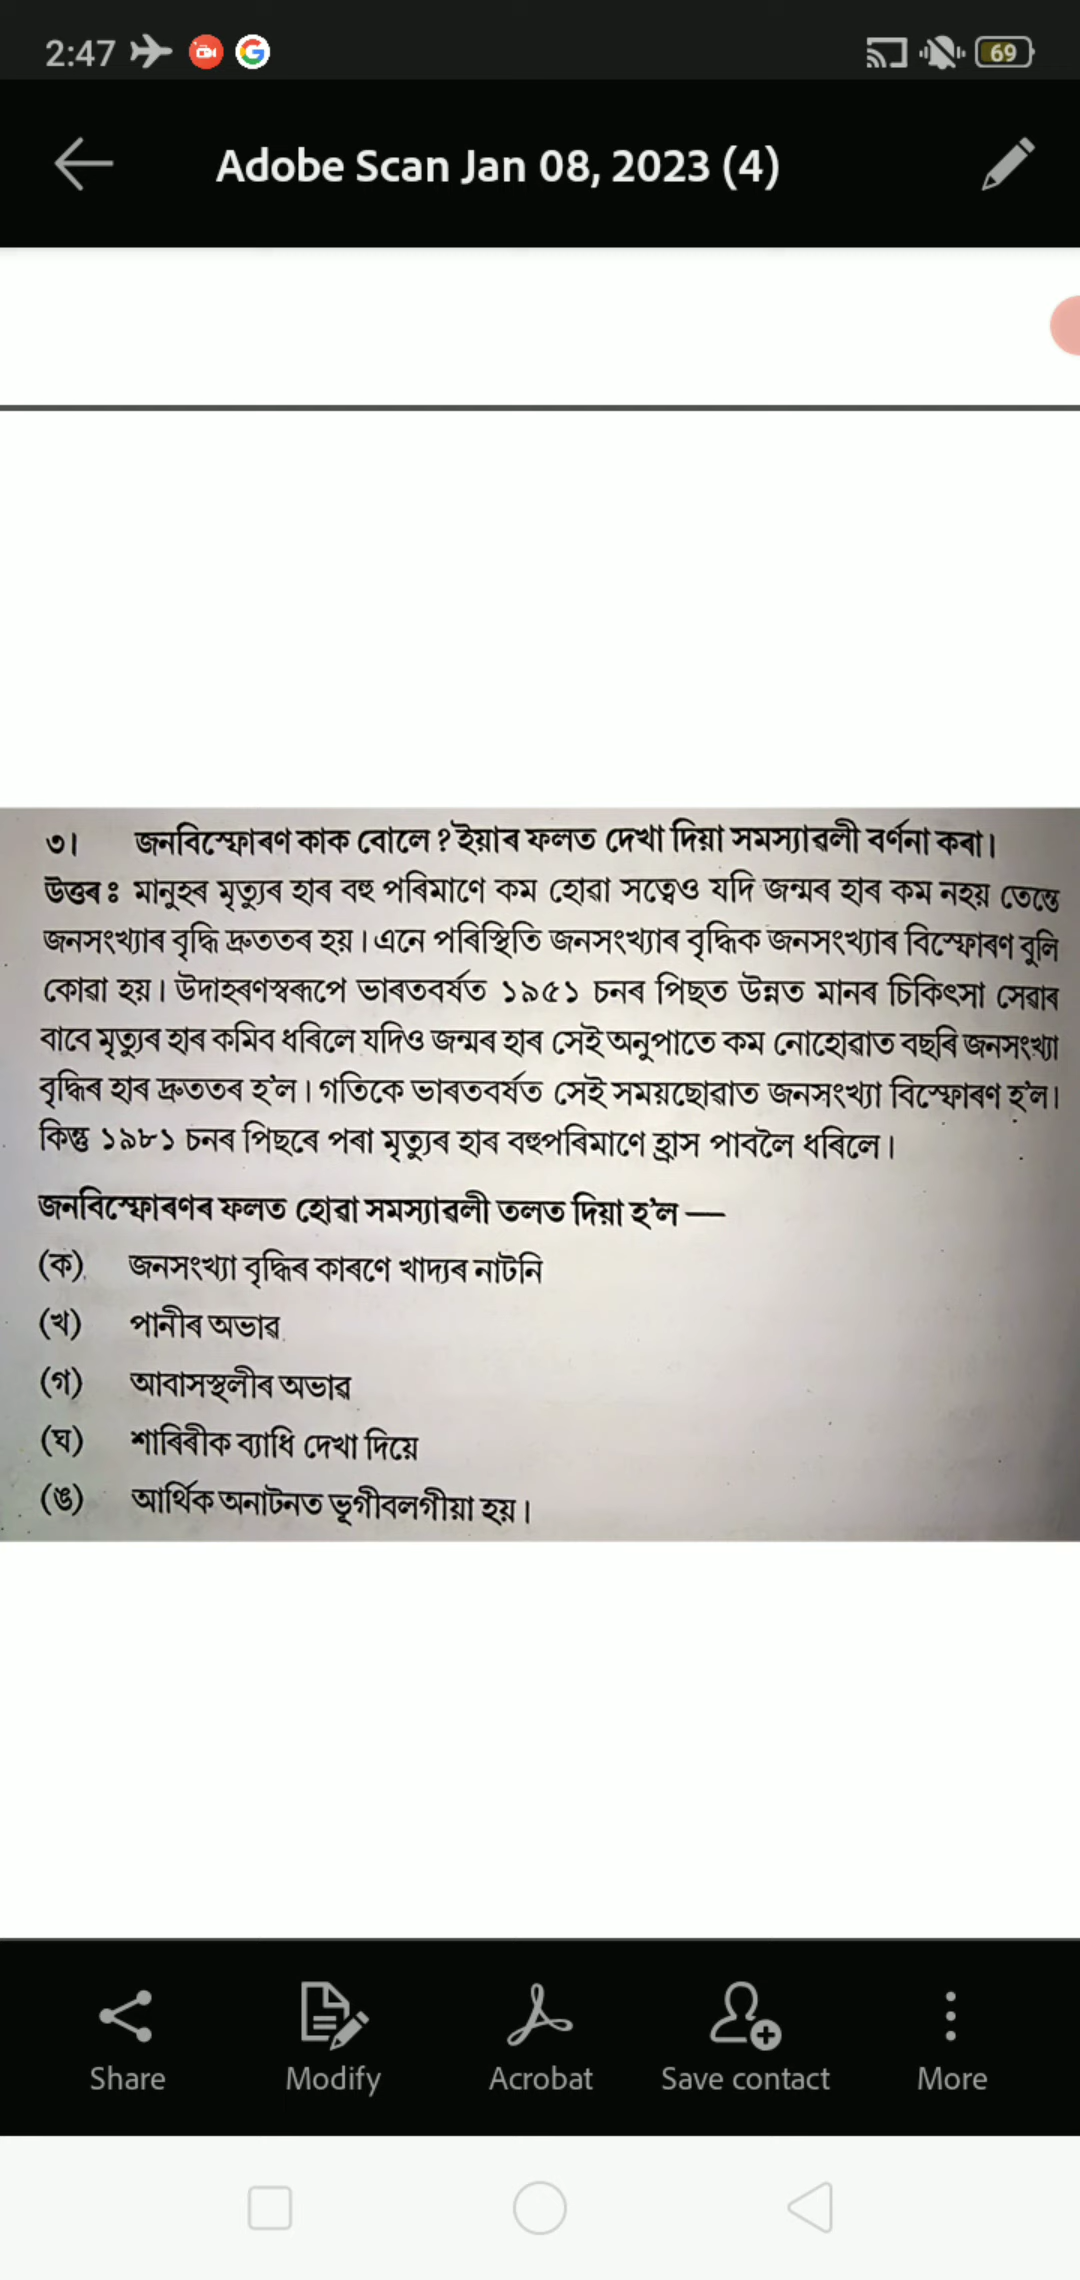 2:47
69
Adobe Scan Jan 08, 2023 (4)
৩। জনবিস্ফোৰণ কাক বোলে ? ইয়াৰ ফলত দেখা দিয়া সমস্যাৱলী বৰ্ণনা কৰা।
উত্তৰ ঃ মানুহৰ মৃত্যুৰ হাৰ বহু পৰিমাণে কম হোৱা সত্বেও যদি জন্মৰ হাৰ কম নহয় তেন্তে
জনসংখ্যাৰ বৃদ্ধি দ্ৰুততৰ হয়। এনে পৰিস্থিতি জনসংখ্যাৰ বৃদ্ধিক জনসংখ্যাৰ বিস্ফোৰণ বুলি
কোৱা হয়। উদাহৰণস্বৰূপে ভাৰতবৰ্ষত ১৯৫১ চনৰ পিছত উন্নত মানৰ চিকিৎসা সেৱাৰ
বাবে মৃত্যুৰ হাৰ কমিব ধৰিলে যদিও জন্মৰ হাৰ সেই অনুপাতে কম নোহোৱাত বছৰি জনসংখ্যা
বৃদ্ধিৰ হাৰ দ্ৰুততৰ হ'ল। গতিকে ভাৰতবৰ্ষত সেই সময়ছোৱাত জনসংখ্যা বিস্ফোৰণ হ'ল।
কিন্তু ১৯৮১ চনৰ পিছৰে পৰা মৃত্যুৰ হাৰ বহুপৰিমাণে হ্ৰাস পাবলৈ ধৰিলে।
জনবিস্ফোৰণৰ ফলত হোৱা সমস্যাৱলী তলত দিয়া হ'ল —
(ক) জনসংখ্যা বৃদ্ধিৰ কাৰণে খাদ্যৰ নাটনি
(খ) পানীৰ অভাৱ
(গ) আবাসস্থলীৰ অভাৱ
(ঘ) শাৰিৰীক ব্যাধি দেখা দিয়ে
(ঙ) আৰ্থিক অনাটনত ভূগীবলগীয়া হয়।
Share Modify Acrobat Save contact More